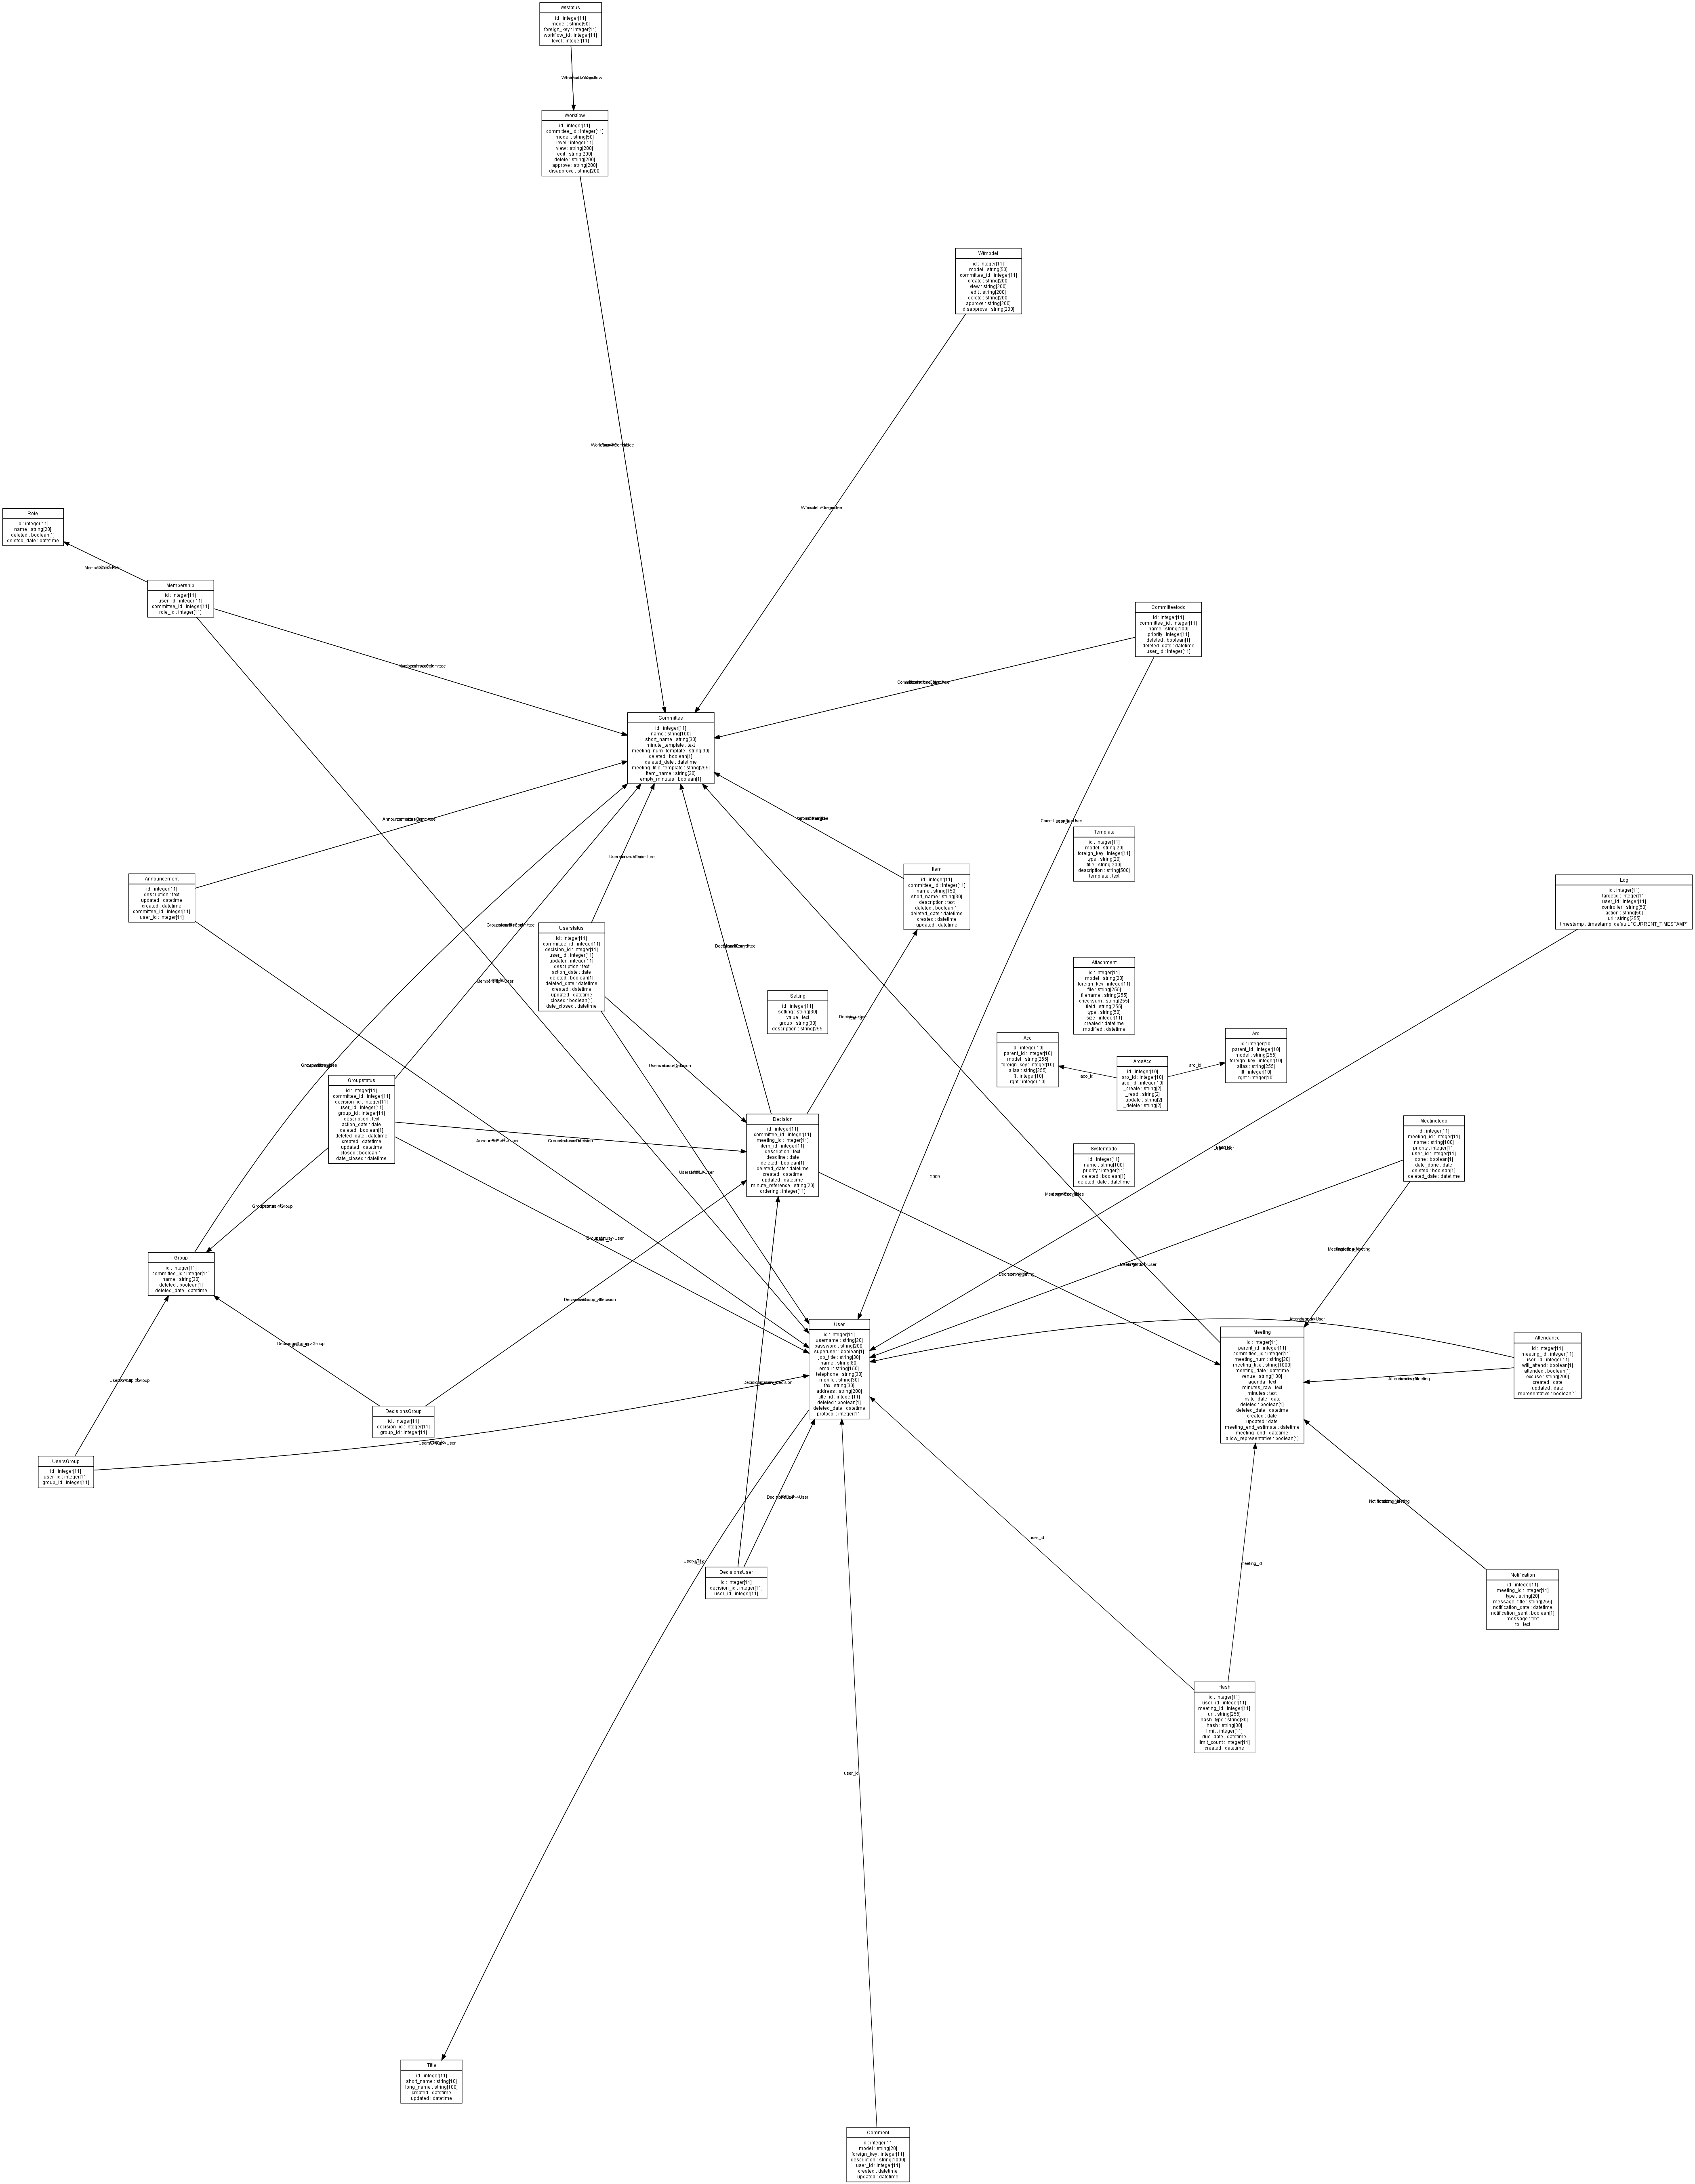 Wfstatus
id : integer[11]
model : string[50]
foreign_key : integer[11]
workflow_id : integer[11]
level : integer[11]
Workflow
id : integer[11]
committee_id : integer[11]
model : string[50]
level : integer[11]
view : string[200]
edit : string[200]
delete : string[200]
approve : string[200]
disapprove : string[200]
Wfmodel
id : integer[11]
model : string[50]
committee_id : integer[11]
create : string[200]
view : string[200]
edit : string[200]
delete : string[200]
approve : string[200]
disapprove : string[200]
Role
id : integer[11]
name : string[20]
deleted : boolean[1]
deleted_date : datetime
Membership
id : integer[11]
user_id : integer[11]
committee_id : integer[11]
role_id : integer[11]
Committeetodo
id : integer[11]
committee_id : integer[11]
name : string[100]
priority : integer[11]
deleted : boolean[1]
deleted_date : datetime
user_id : integer[11]
Committee
id : integer[11]
name : string[100]
short_name : string[30]
minute_template : text
meeting_num_template : string[30]
deleted : boolean[1]
deleted_date : datetime
meeting_title_template : string[255]
item_name : string[30]
empty_minutes : boolean[1]
Template
id : integer[11]
model : string[20]
foreign_key : integer[11]
type : string[20]
title : string[200]
description : string[500]
template : text
Item
id : integer[11]
committee_id : integer[11]
name : string[150]
short_name : string[30]
description : text
deleted : boolean[1]
deleted_date : datetime
created : datetime
updated : datetime
Announcement
id : integer[11]
description : text
updated : datetime
created : datetime
committee_id : integer[11]
user_id : integer[11]
Log
id : integer[11]
targetid : integer[11]
user_id : integer[11]
controller : string[50]
action : string[50]
url : string[255]
timestamp : timestamp, default "CURRENT_TIMESTAMP"
Userstatus
id : integer[11]
committee_id : integer[11]
decision_id : integer[11]
user_id : integer[11]
updater : integer[11]
description : text
action_date : date
deleted : boolean[1]
deleted_date : datetime
created : datetime
updated : datetime
closed : boolean[1]
date_closed : datetime
Attachment
id : integer[11]
model : string[20]
foreign_key : integer[11]
file : string[255]
filename : string[255]
checksum : string[255]
field : string[255]
type : string[50]
size : integer[11]
created : datetime
modified : datetime
Setting
id : integer[11]
setting : string[30]
value : text
group : string[30]
description : string[255]
Aco
id : integer[10]
parent_id : integer[10]
model : string[255]
foreign_key : integer[10]
alias : string[255]
lft : integer[10]
rght : integer[10]
aco_id
ArosAco
id : integer[10]
aro_id : integer[10]
aco_id : integer[10]
_create : string[2]
_read : string[2]
_update : string[2]
_delete : string[2]
aro_id
Aro
id : integer[10]
parent_id : integer[10]
model : string[255]
foreign_key : integer[10]
alias : string[255]
lft : integer[10]
rght : integer[10]
Groupstatus
id : integer[11]
committee_id : integer[11]
decision_id : integer[11]
user_id : integer[11]
group_id : integer[11]
description : text
action_date : date
deleted : boolean[1]
deleted_date : datetime
created : datetime
updated : datetime
closed : boolean[1]
date_closed : datetime
Decision
id : integer[11]
committee_id : integer[11]
meeting_id : integer[11]
item_id : integer[11]
description : text
deadline : date
deleted : boolean[1]
deleted_date : datetime
created : datetime
updated : datetime
minute_reference : string[20]
ordering : integer[11]
Systemtodo
id : integer[11]
name : string[100]
priority : integer[11]
deleted : boolean[1]
deleted_date : datetime
2009
Meetingtodo
id : integer[11]
meeting_id : integer[11]
name : string[100]
priority : integer[11]
user_id : integer[11]
done : boolean[1]
date_done : date
deleted : boolean[1]
deleted_date : datetime
Group
id : integer[11]
committee_id : integer[11]
name : string[30]
deleted : boolean[1]
deleted_date : datetime
User
id : integer[11]
username : string[20]
password : string[200]
superuser : boolean[1]
job_title : string[30]
name : string[80]
email : string[150]
telephone : string[30]
mobile : string[30]
fax : string[30]
address : string[200]
title_id : integer[11]
deleted : boolean[1]
deleted_date : datetime
protocol : integer[11]
Meeting
id : integer[11]
parent_id : integer[11]
committee_id : integer[11]
meeting_num : string[20]
meeting_title : string[1000]
meeting_date : datetime
venue : string[100]
agenda : text
minutes_raw : text
minutes : text
invite_date : date
deleted : boolean[1]
deleted_date : datetime
created : date
updated : date
meeting_end_estimate : datetime
meeting_end : datetime
allow_representative : boolean[1]
Attendance
id : integer[11]
meeting_id : integer[11]
user_id : integer[11]
will_attend : boolean[1]
attended : boolean[1]
excuse : string[200]
created : date
updated : date
representative : boolean[1]
DecisionsGroup
id : integer[11]
decision_id : integer[11]
group_id : integer[11]
UsersGroup
id : integer[11]
user_id : integer[11]
group_id : integer[11]
user_id
meeting_id
DecisionsUser
id : integer[11]
decision_id : integer[11]
user_id : integer[11]
Notification
id : integer[11]
meeting_id : integer[11]
type : string[20]
message_title : string[255]
notification_date : datetime
notification_sent : boolean[1]
message : text
to : text
Hash
id : integer[11]
user_id : integer[11]
meeting_id : integer[11]
url : string[255]
hash_type : string[30]
hash : string[30]
limit : integer[11]
due_date : datetime
limit_count : integer[11]
created : datetime
user_id
Title
id : integer[11]
short_name : string[10]
long_name : string[100]
created : datetime
updated : datetime
Comment
id : integer[11]
model : string[20]
foreign_key : integer[11]
description : string[1000]
user_id : integer[11]
created : datetime
updated : datetime